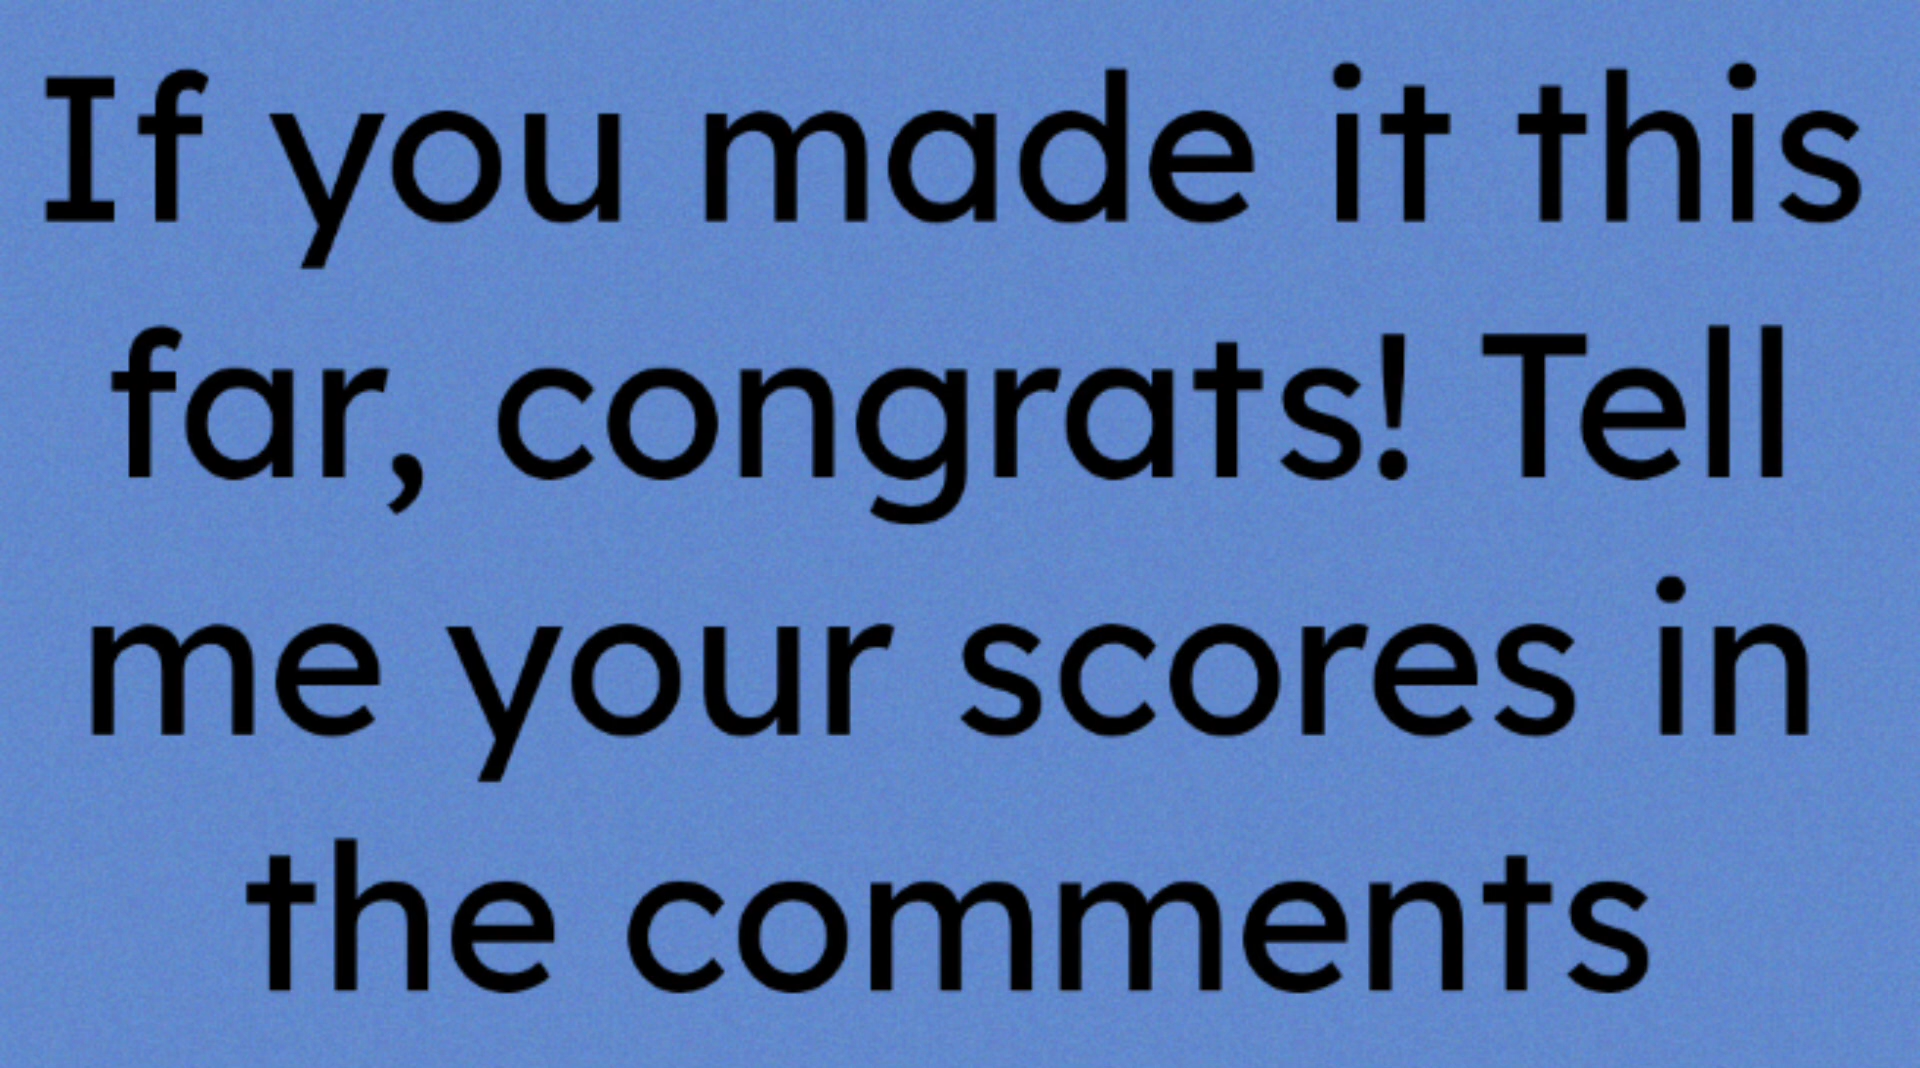 If you made it this
far, congrats! Tell
me your scores in
the comments